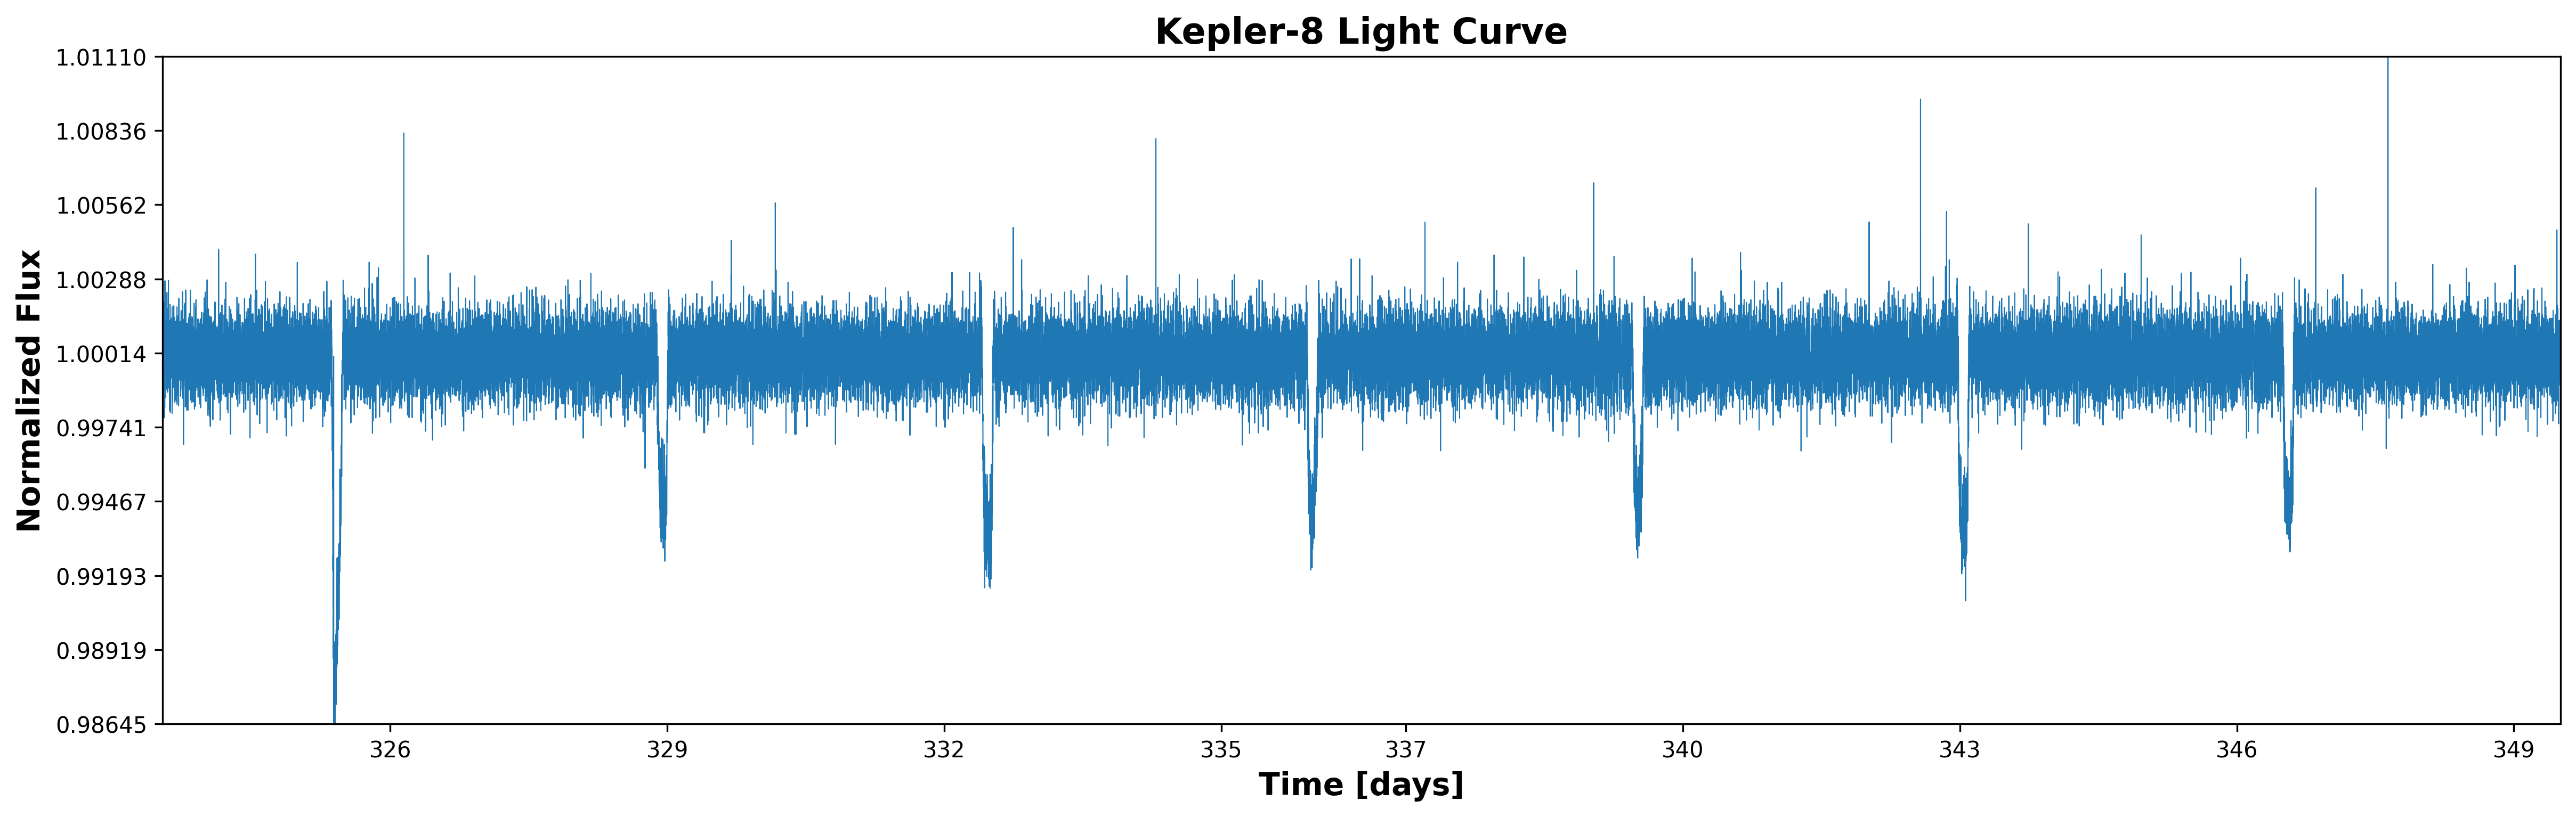 Kepler-8 Light Curve
Normalized Flux
1.01110
1.00836
1.00562
1.00288
1.00014
0.99741
0.99467
0.99193
0.98919
0.98645
326 329 332 335 337 340 343 346 349
Time [days]